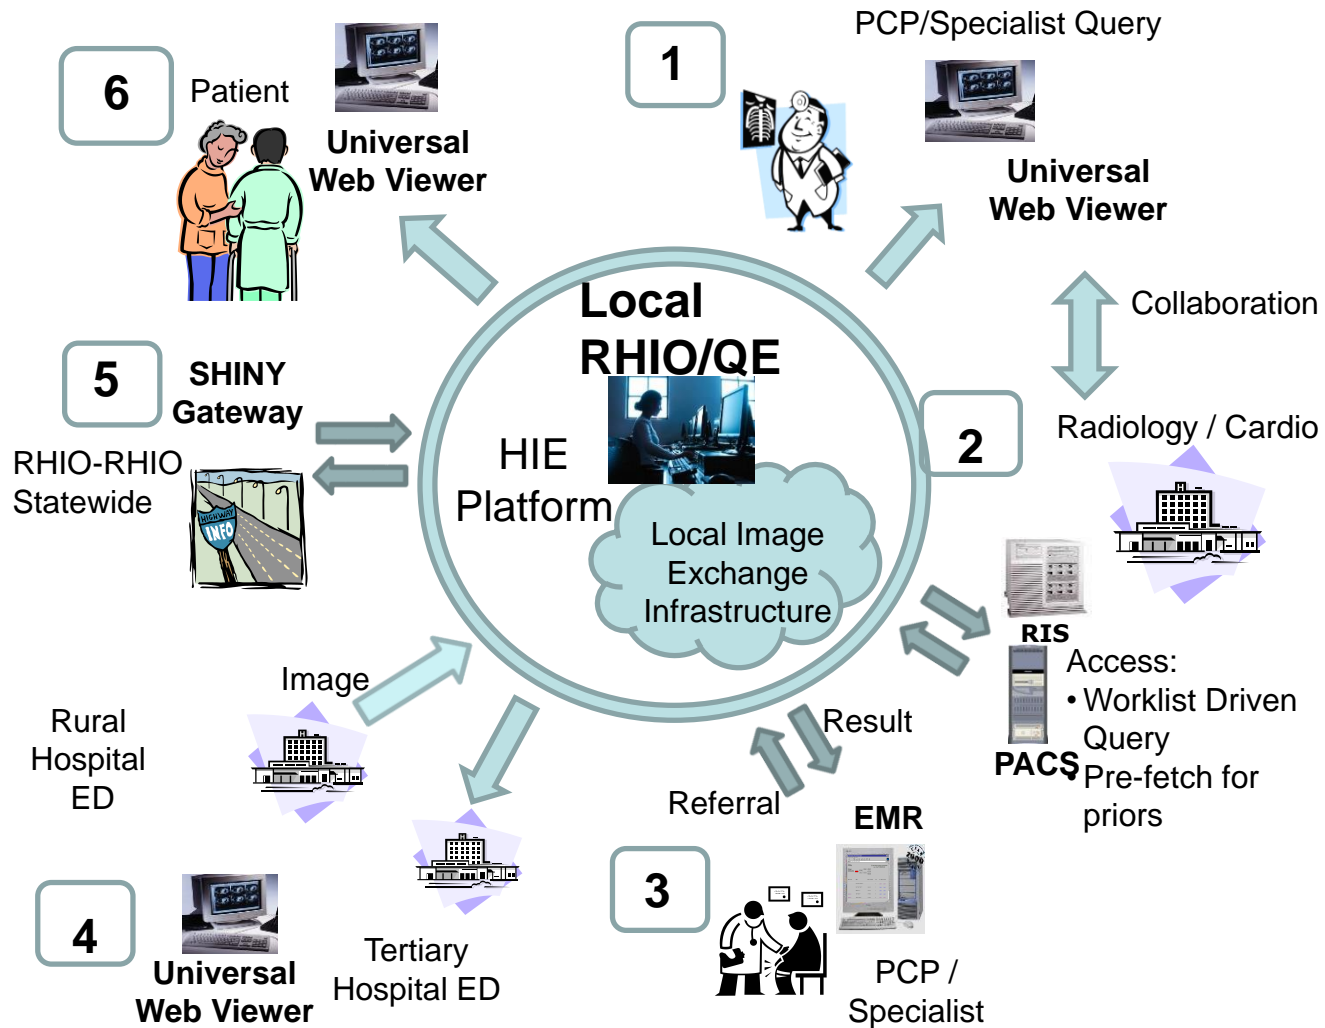 6
Patient
Universal
Web Viewer
1
PCP/Specialist Query
Universal
Web Viewer
Collaboration
Local
RHIO/QE
HIE
Platform
Local Image
Exchange
Infrastructure
5
SHINY
Gateway
RHIO-RHIO
Statewide
HIGHWAY
INFO
2
Radiology / Cardio
RIS
PACS
Access:
• Worklist Driven
Query
• Pre-fetch for
priors
Image
Rural
Hospital
ED
4
Universal
Web Viewer
Tertiary
Hospital ED
Result
Referral
3
EMR
PCP /
Specialist